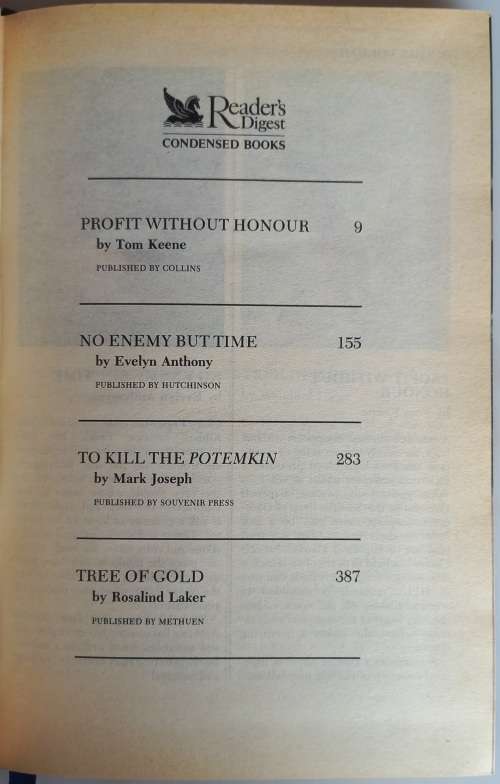 Reader's
Digest
CONDENSED BOOKS
PROFIT WITHOUT HONOUR 9
by Tom Keene
PUBLISHED BY COLLINS
NO ENEMY BUT TIME 155
by Evelyn Anthony
PUBLISHED BY HUTCHINSON
TO KILL THE POTEMKIN 283
by Mark Joseph
PUBLISHED BY SOUVENIR PRESS
TREE OF GOLD 387
by Rosalind Laker
PUBLISHED BY METHUEN